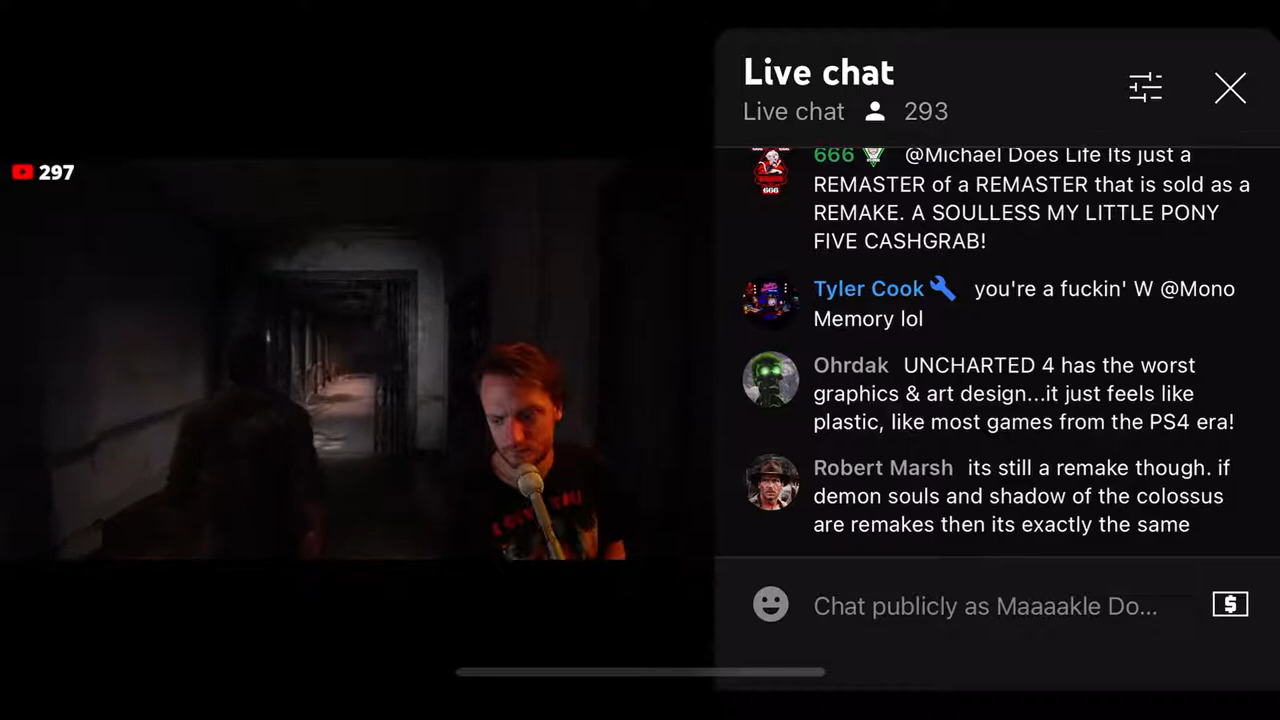 Live chat
Live chat 293
297
666 @Michael Does Life Its just a
REMASTER of a REMASTER that is sold as a
REMAKE. A SOULLESS MY LITTLE PONY
FIVE CASHGRAB!
Tyler Cook you're a fuckin' W @Mono
Memory lol
Ohrdak UNCHARTED 4 has the worst
graphics & art design...it just feels like
plastic, like most games from the PS4 era!
Robert Marsh its still a remake though. if
demon souls and shadow of the colossus
are remakes then its exactly the same
Chat publicly as Maaaakle Do...
$
666